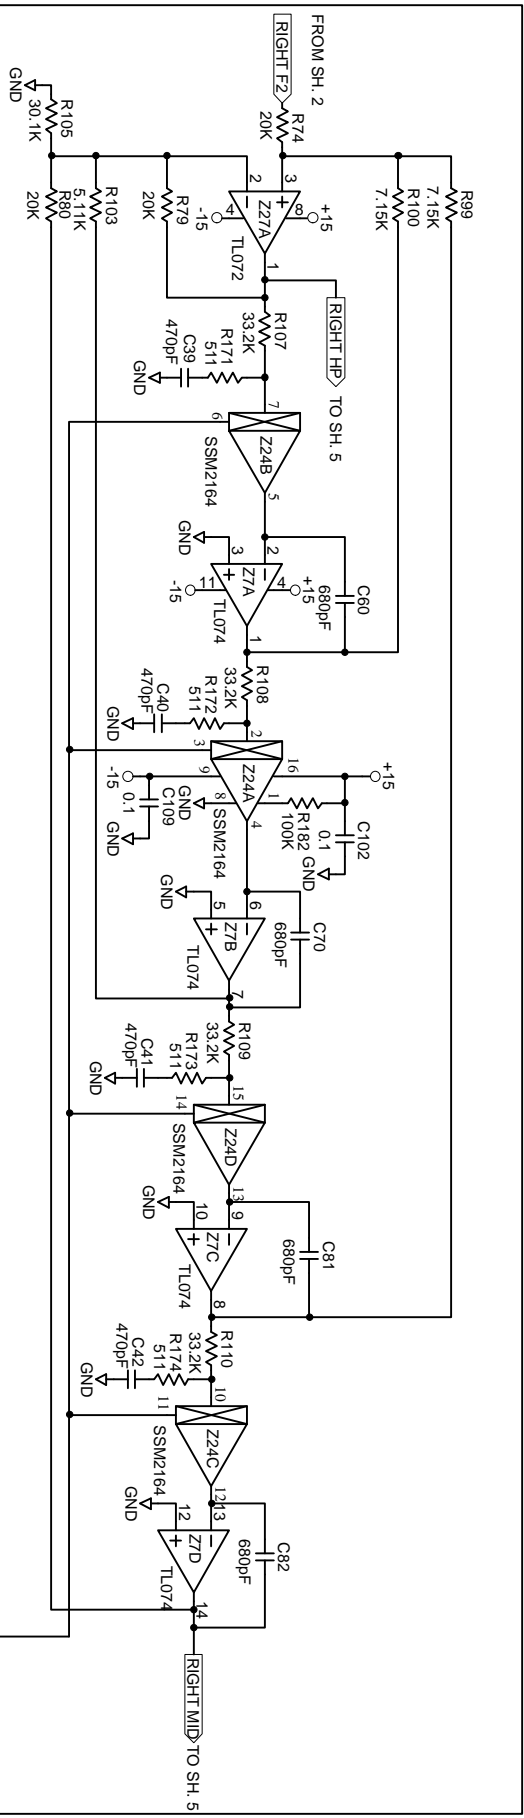 FROM SH. 2
RIGHT F2
R74
20K
R99
7.15K
R100
7.15K
3
2
+
−
Z27A
8
+15
4
-15
1
TL072
R79
20K
R103
5.11K
R105
30.1K
GND
R80
20K
RIGHT HP
TO SH. 5
R107
33.2K
R171
511
C39
470pF
GND
7
6
Z24B
5
SSM2164
GND
2
3
−
+
Z7A
4
+15
11
-15
1
TL074
C60
680pF
R108
33.2K
R172
511
C40
470pF
GND
2
3
Z24A
16
1
9
8
4
SSM2164
+15
-15
GND
R182
100K
C102
0.1
GND
C109
0.1
GND
GND
6
5
−
+
Z7B
7
TL074
C70
680pF
R109
33.2K
R173
511
C41
470pF
GND
15
14
Z24D
13
SSM2164
GND
9
10
−
+
Z7C
8
TL074
C81
680pF
R110
33.2K
R174
511
C42
470pF
GND
10
11
Z24C
12
SSM2164
GND
13
12
−
+
Z7D
14
TL074
C82
680pF
RIGHT MID
TO SH. 5